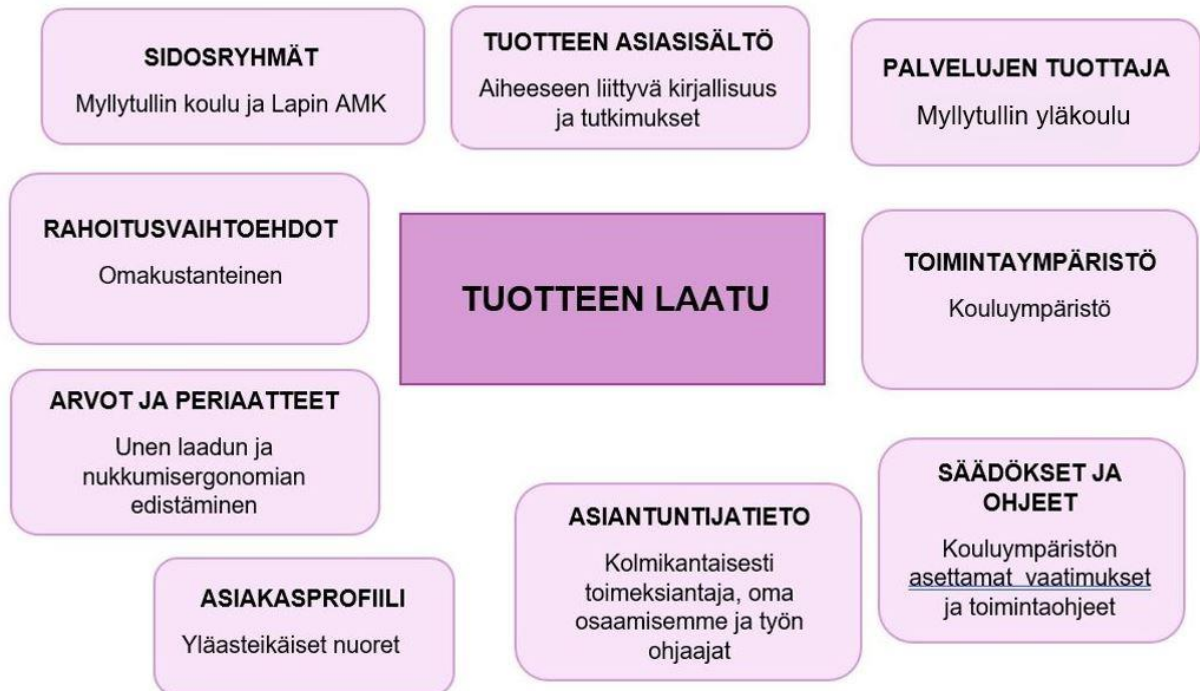 SIDOSRYHMÄT
Myllytullin koulu ja Lapin AMK
TUOTTEEN ASIASISÄLTÖ
Aiheeseen liittyvä kirjallisuus
ja tutkimukset
PALVELUJEN TUOTTAJA
Myllytullin yläkoulu
RAHOITUSVAIHTOEHDOT
Omakustanteinen
TUOTTEEN LAATU
TOIMINTAYMPÄRISTÖ
Kouluympäristö
ARVOT JA PERIAATTEET
Unen laadun ja
nukkumisergonomian
edistäminen
ASIAKASPROFIILI
Yläasteikäiset nuoret
ASIANTUNTIJATIETO
Kolmikantaisesti
toimeksiantaja, oma
osaamisemme ja työn
ohjaajat
SÄÄDÖKSET JA
OHJEET
Kouluympäristön
asettamat vaatimukset
ja toimintaohjeet